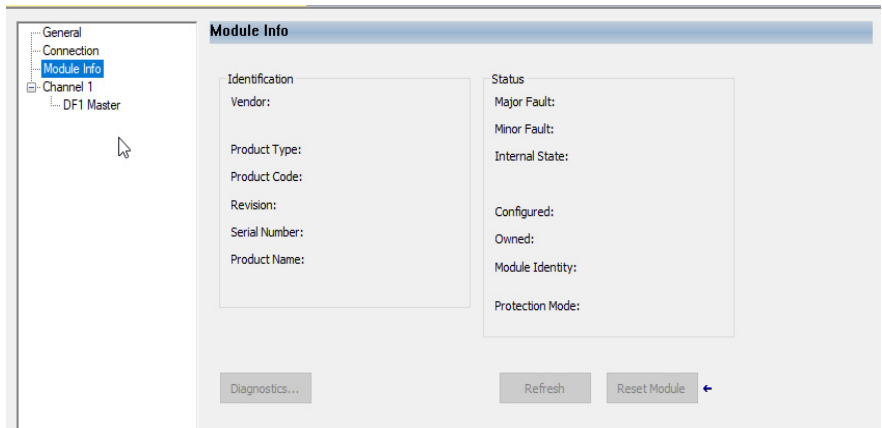 General
Connection
Module Info
Channel 1
DF1 Master
Module Info
Identification
Vendor:
Product Type:
Product Code:
Revision:
Serial Number:
Product Name:
Status
Major Fault:
Minor Fault:
Internal State:
Configured:
Owned:
Module Identity:
Protection Mode:
Diagnostics...
Refresh
Reset Module